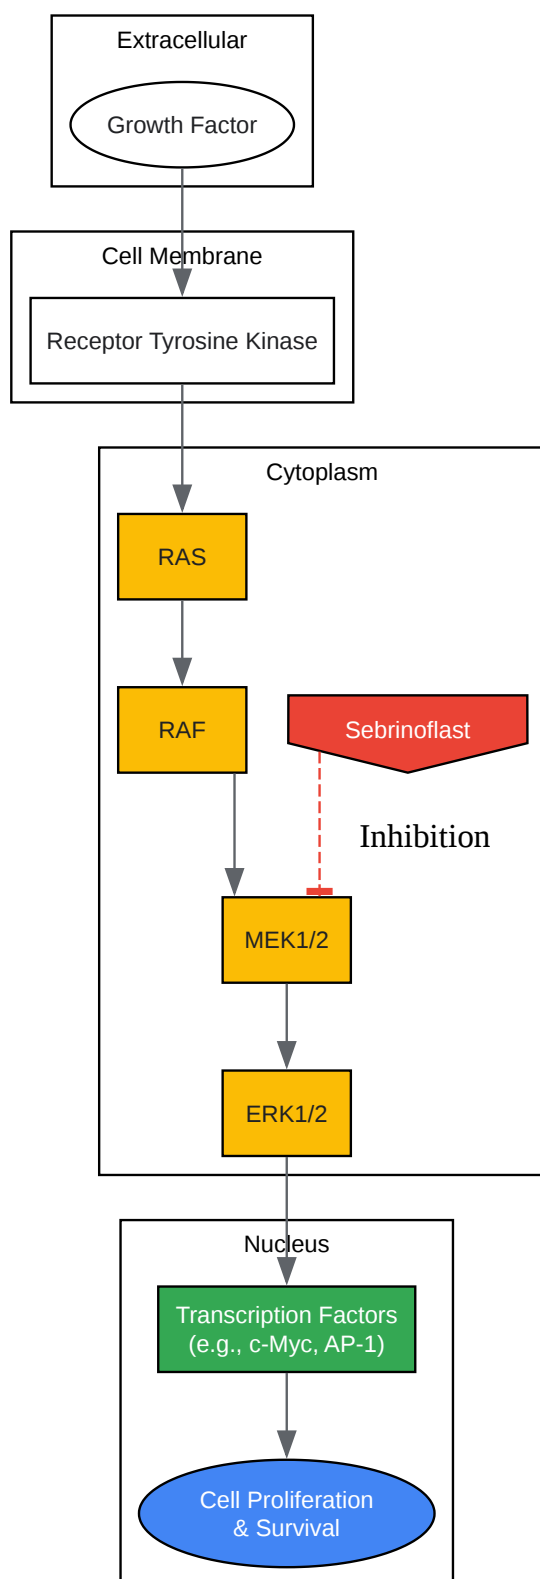 Extracellular
Growth Factor
Cell Membrane
Receptor Tyrosine Kinase
Cytoplasm
RAS
RAF
Sebrinoflast
Inhibition
MEK1/2
ERK1/2
Nucleus
Transcription Factors
(e.g., c-Myc, AP-1)
Cell Proliferation
& Survival